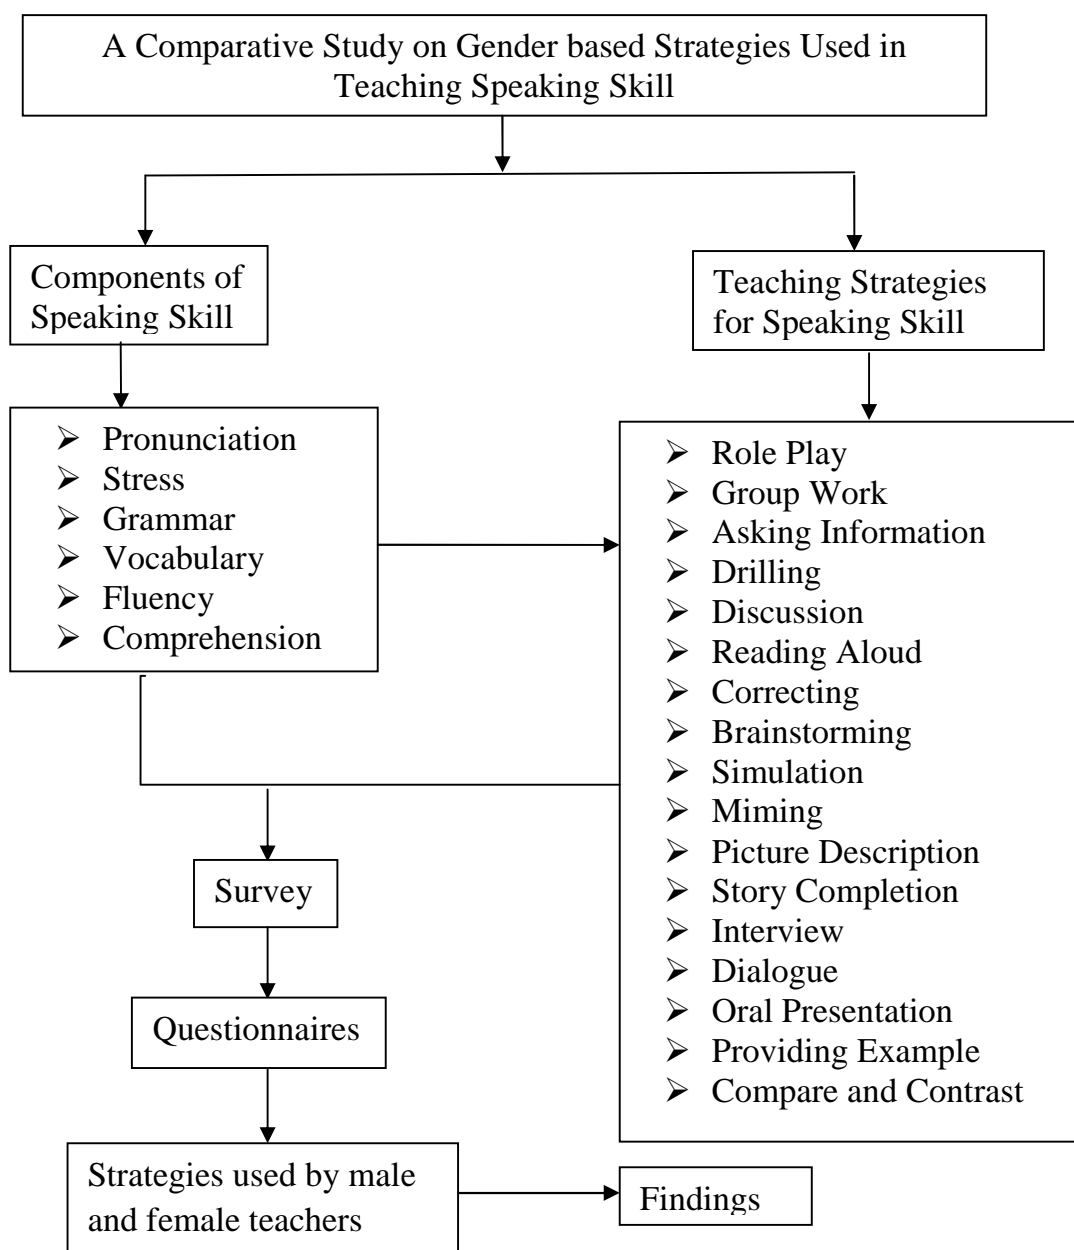 A Comparative Study on Gender based Strategies Used in
Teaching Speaking Skill
Components of
Speaking Skill
Teaching Strategies
for Speaking Skill
➢ Pronunciation
➢ Stress
➢ Grammar
➢ Vocabulary
➢ Fluency
➢ Comprehension
➢ Role Play
➢ Group Work
➢ Asking Information
➢ Drilling
➢ Discussion
➢ Reading Aloud
➢ Correcting
➢ Brainstorming
➢ Simulation
➢ Miming
➢ Picture Description
➢ Story Completion
➢ Interview
➢ Dialogue
➢ Oral Presentation
➢ Providing Example
➢ Compare and Contrast
Survey
Questionnaires
Strategies used by male
and female teachers
Findings